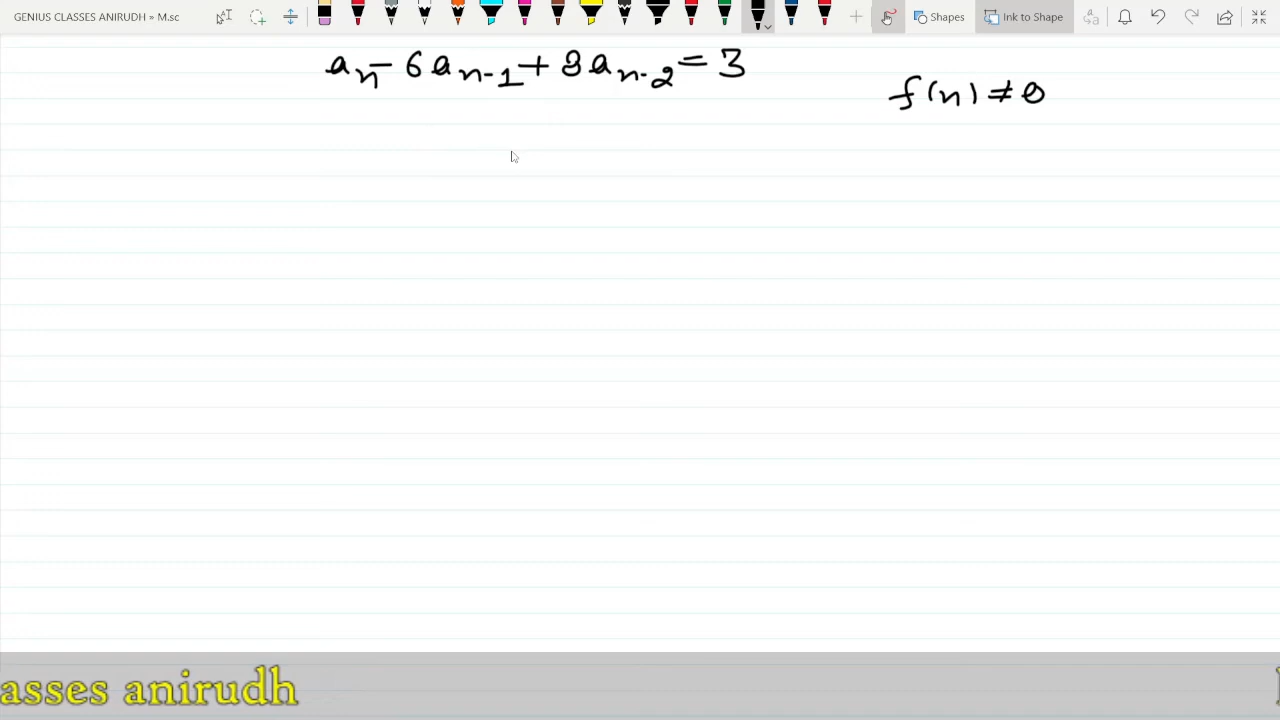 GENIUS CLASSES ANIRUDH » M.sc
Shapes
Ink to Shape
aₙ - 6aₙ₋₁ + 8aₙ₋₂ = 3
f(n) ≠ 0
asses anirudh